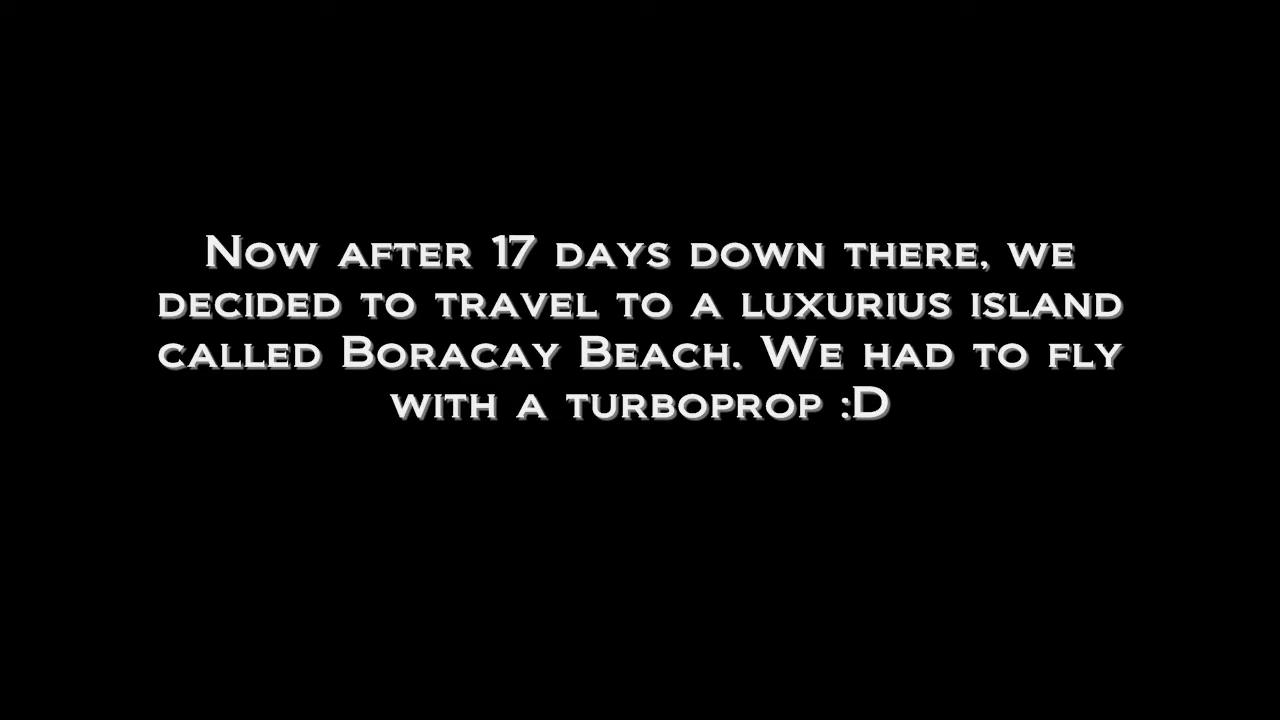 Now after 17 days down there, we
decided to travel to a luxurius island
called Boracay Beach. We had to fly
with a turboprop :D